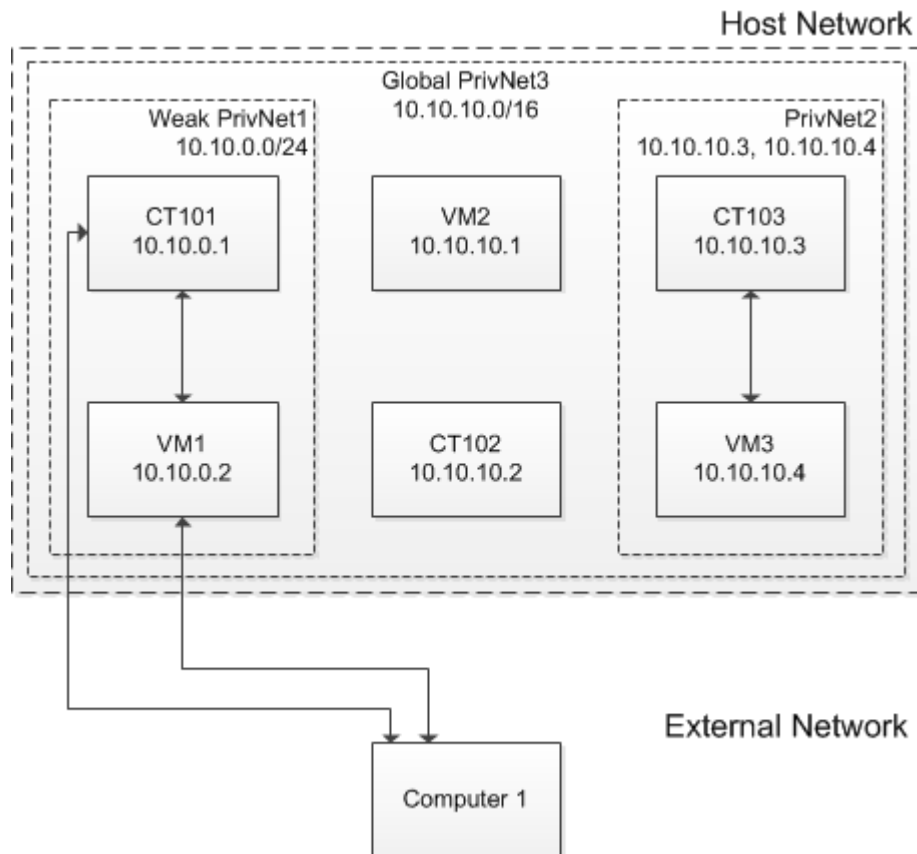 Host Network
Global PrivNet3
10.10.10.0/16
Weak PrivNet1
10.10.0.0/24
PrivNet2
10.10.10.3, 10.10.10.4
CT101
10.10.0.1
VM2
10.10.10.1
CT103
10.10.10.3
VM1
10.10.0.2
CT102
10.10.10.2
VM3
10.10.10.4
External Network
Computer 1